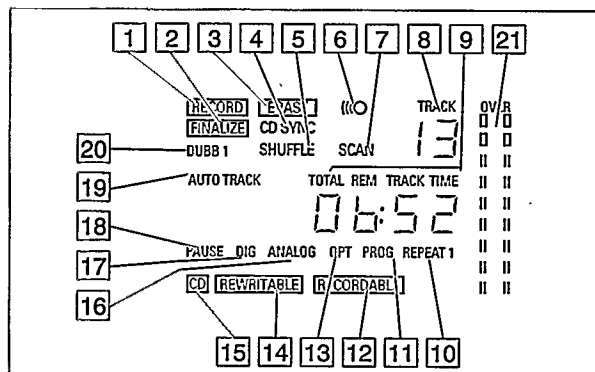 1 2 3 4 5 6 7 8 9 21
RECORD ERASE TRACK OVER
FINALIZE CD SYNC 13
20 DUBB 1 SHUFFLE SCAN
19 AUTO TRACK TOTAL REM TRACK TIME
06:52
18 PAUSE DIG ANALOG OPT PROG REPEAT 1
17
CD REWRITABLE RECORDABLE
16 15 14 13 12 11 10